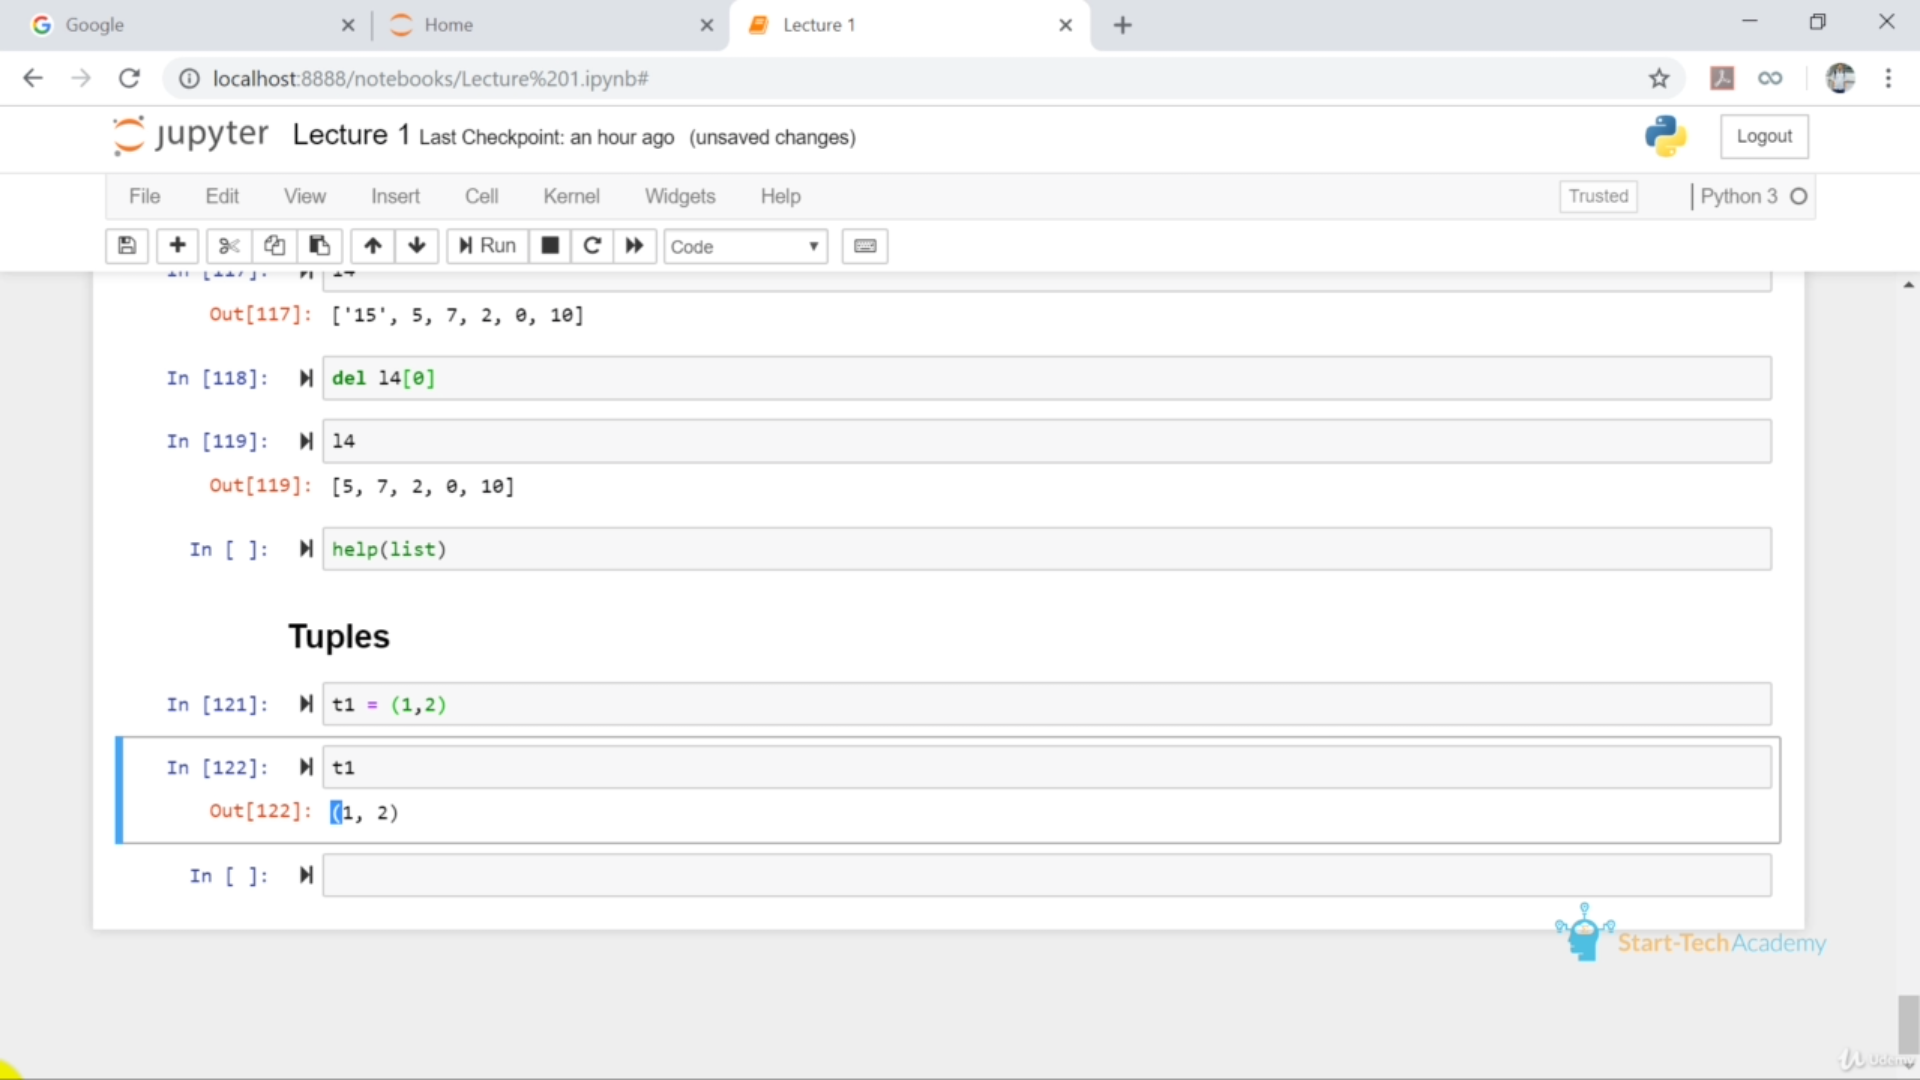 Google
Home
Lecture 1
localhost:8888/notebooks/Lecture%201.ipynb#
jupyter Lecture 1 Last Checkpoint: an hour ago (unsaved changes)
Logout
File Edit View Insert Cell Kernel Widgets Help
Trusted
Python 3
Run
Code
In [117]: l4
Out[117]: ['15', 5, 7, 2, 0, 10]
In [118]: del l4[0]
In [119]: l4
Out[119]: [5, 7, 2, 0, 10]
In [ ]: help(list)
Tuples
In [121]: t1 = (1,2)
In [122]: t1
Out[122]: (1, 2)
In [ ]:
Start-TechAcademy
Udemy